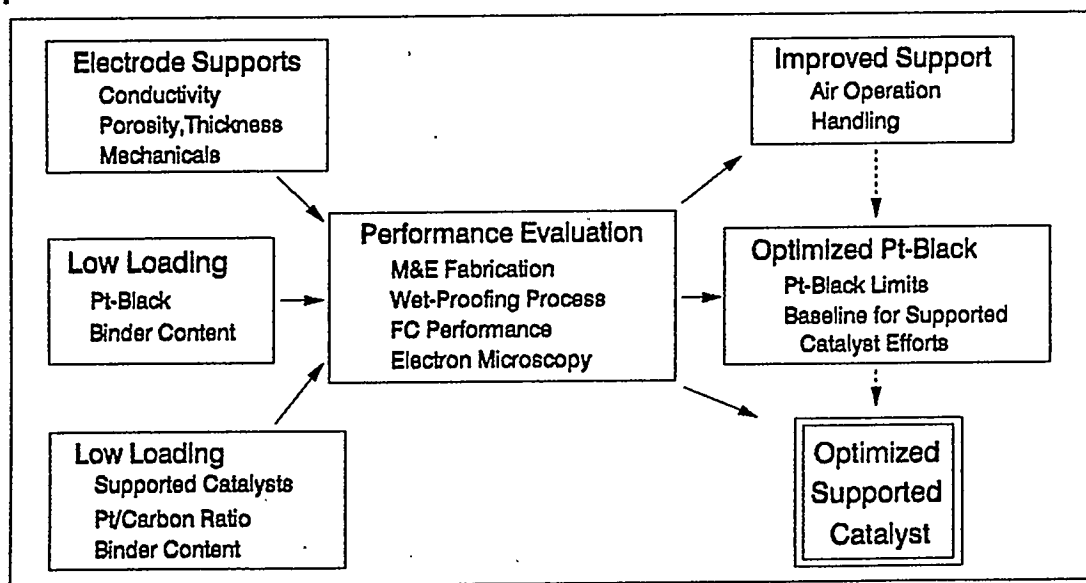 Electrode Supports
Conductivity
Porosity,Thickness
Mechanicals
Low Loading
Pt-Black
Binder Content
Low Loading
Supported Catalysts
Pt/Carbon Ratio
Binder Content
Performance Evaluation
M&E Fabrication
Wet-Proofing Process
FC Performance
Electron Microscopy
Improved Support
Air Operation
Handling
Optimized Pt-Black
Pt-Black Limits
Baseline for Supported
Catalyst Efforts
Optimized
Supported
Catalyst